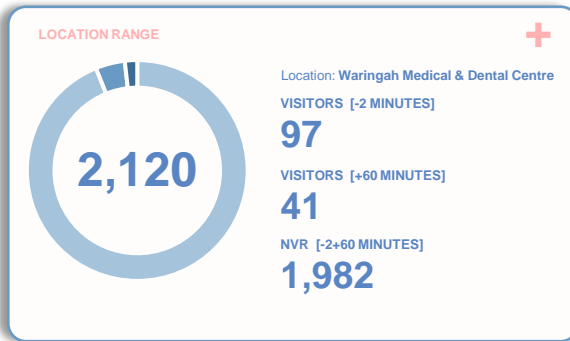 LOCATION RANGE
2,120
Location: Waringah Medical & Dental Centre
VISITORS [-2 MINUTES]
97
VISITORS [+60 MINUTES]
41
NVR [-2+60 MINUTES]
1,982